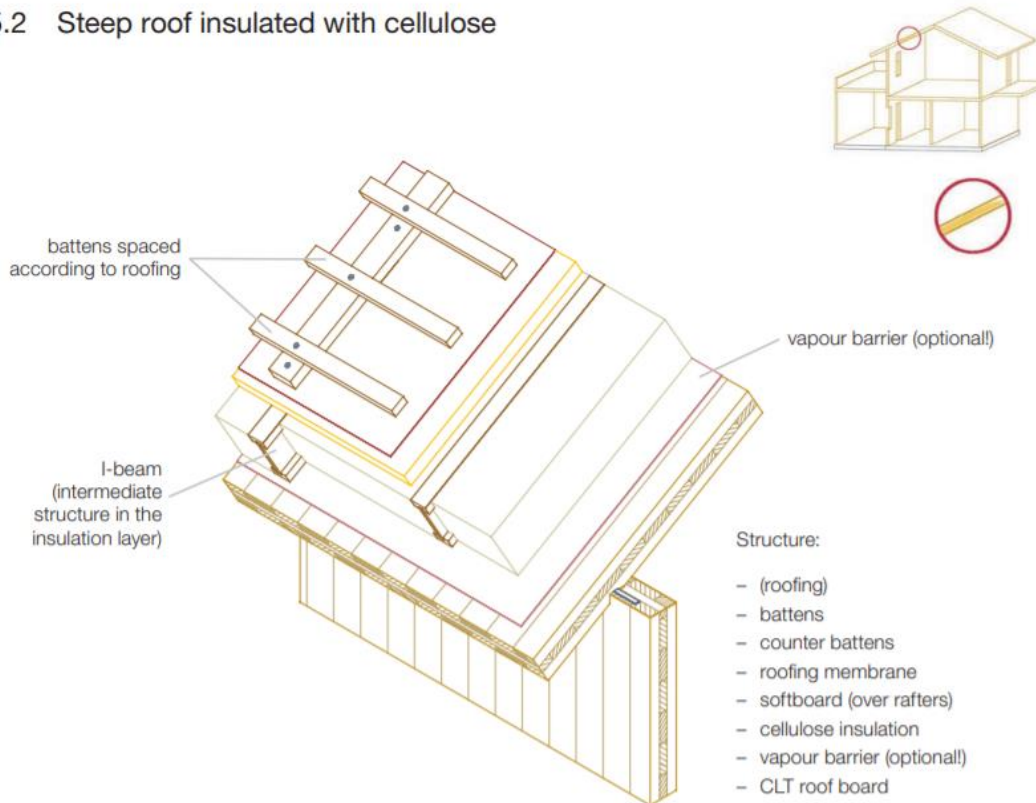 5.2 Steep roof insulated with cellulose
battens spaced
according to roofing
vapour barrier (optional!)
I-beam
(intermediate
structure in the
insulation layer)
Structure:
– (roofing)
– battens
– counter battens
– roofing membrane
– softboard (over rafters)
– cellulose insulation
– vapour barrier (optional!)
– CLT roof board